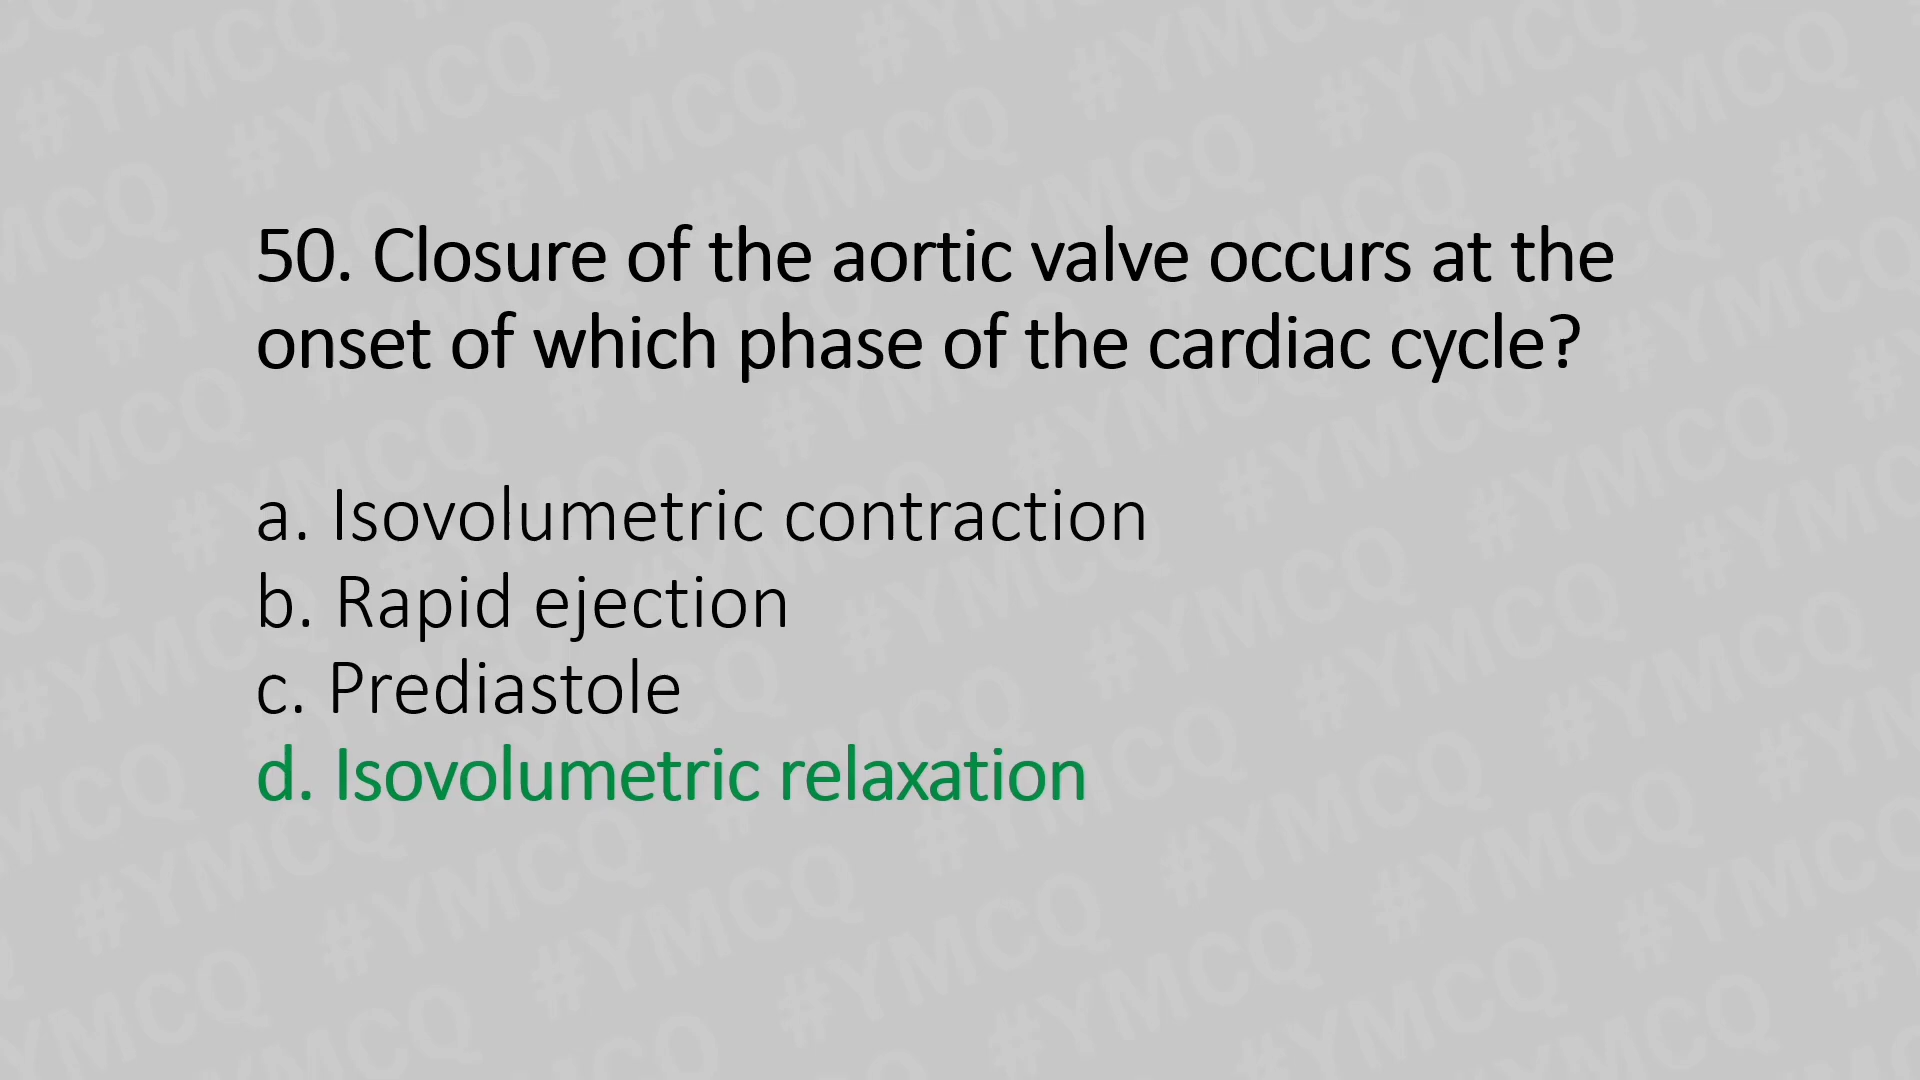 50. Closure of the aortic valve occurs at the
onset of which phase of the cardiac cycle?
a. Isovolumetric contraction
b. Rapid ejection
c. Prediastole
d. Isovolumetric relaxation
#YMCQ